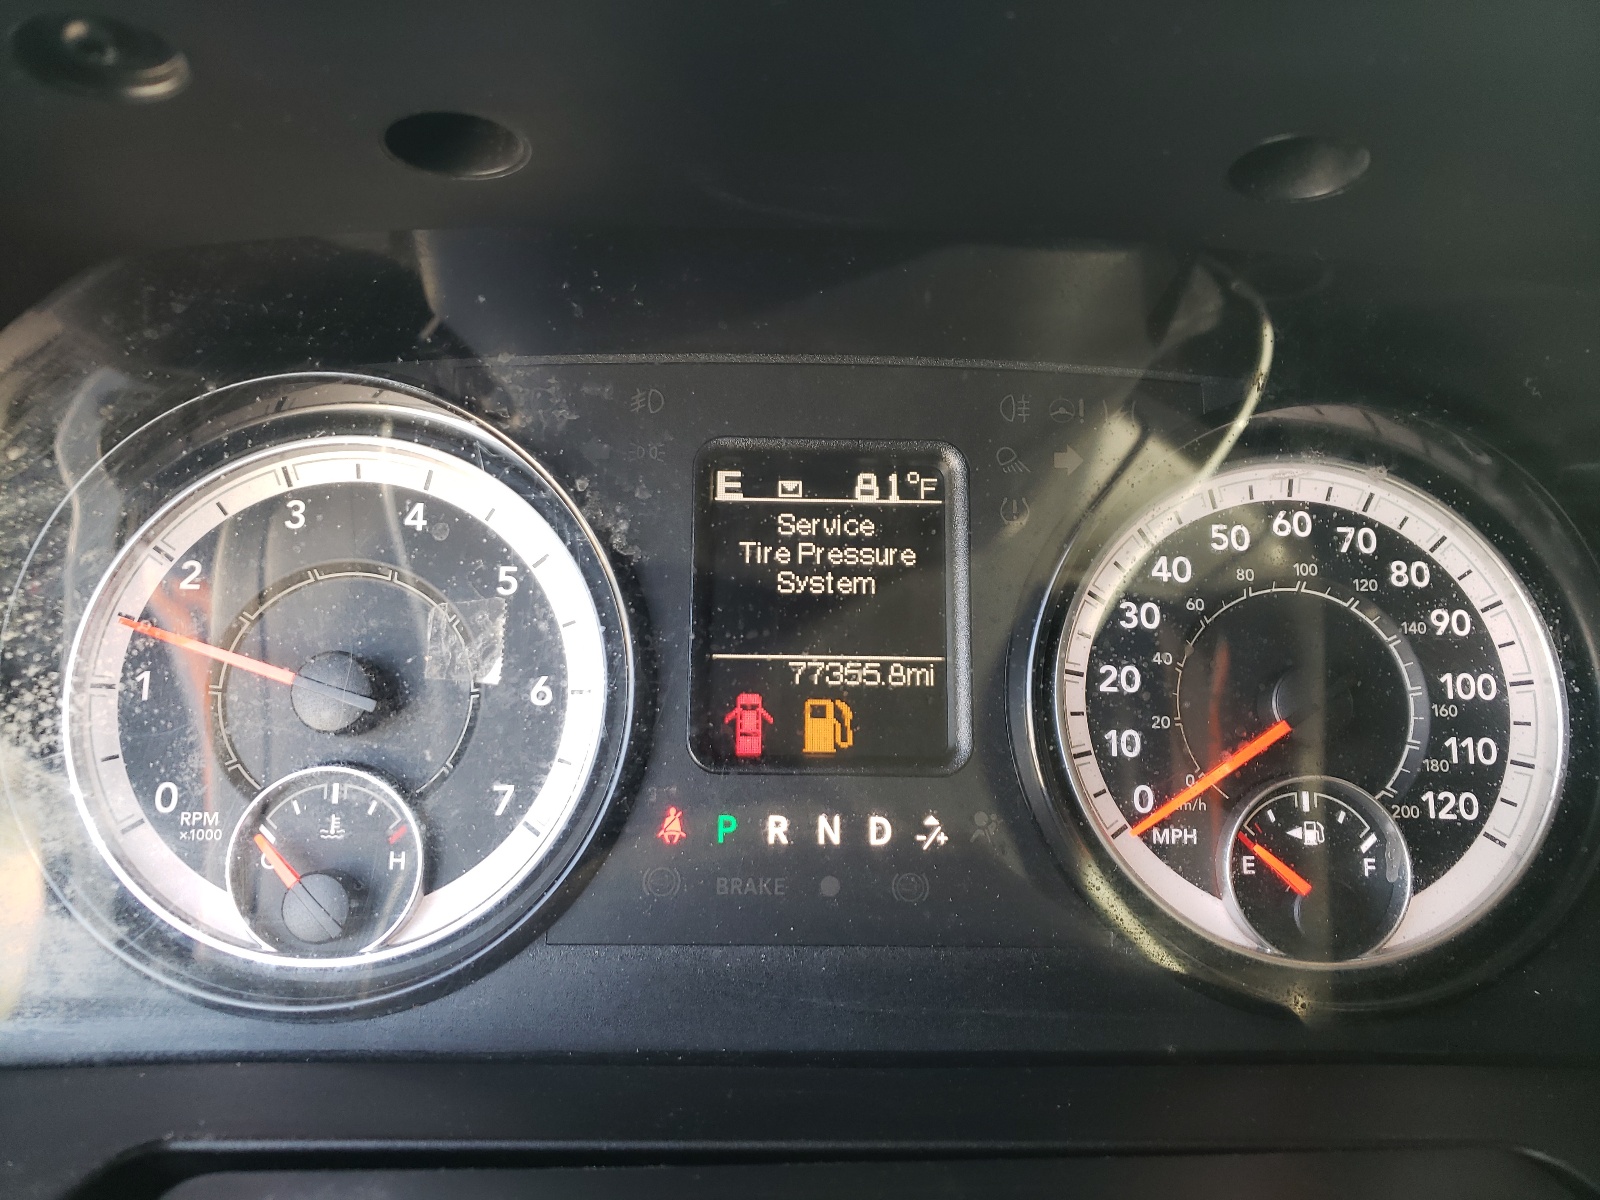 E 81°F
Service
Tire Pressure
System
77355.8mi
0 1 2 3 4 5 6 7
RPM
x1000
C H
P R N D
BRAKE
0 10 20 30 40 50 60 70 80 90 100 110 120
0 20 40 60 80 100 120 140 160 180 200
km/h
MPH
E F